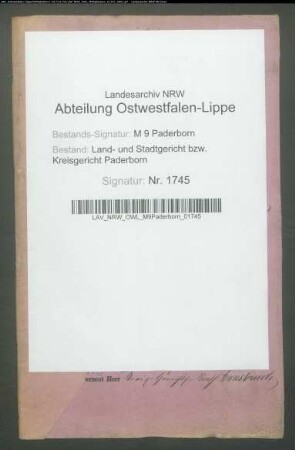 Landesarchiv NRW
Abteilung Ostwestfalen-Lippe
Bestands-Signatur: M 9 Paderborn
Bestand: Land- und Stadtgericht bzw.
Kreisgericht Paderborn
Signatur: Nr. 1745
LAV_NRW_OWL_M9Paderborn_01745
Herr